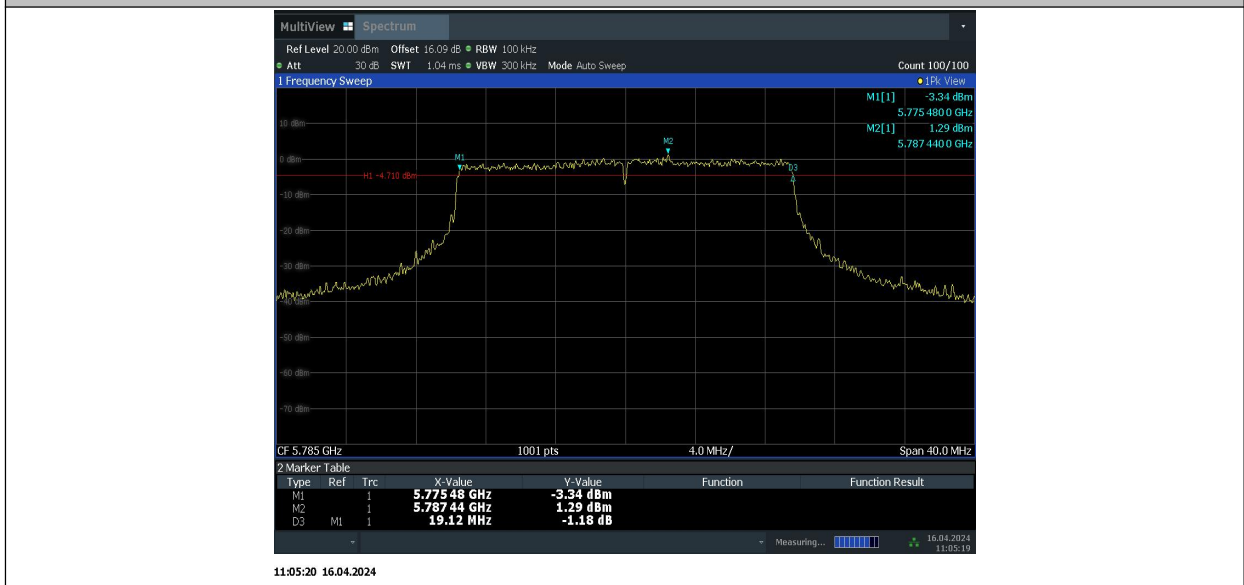 MultiView Spectrum
Ref Level 20.00 dBm Offset 16.09 dB RBW 100 kHz
Att 30 dB SWT 1.04 ms VBW 300 kHz Mode Auto Sweep Count 100/100
1 Frequency Sweep 1Pk View
M1[1] -3.34 dBm
5.775 480 0 GHz
10 dBm
M2[1] 1.29 dBm
5.787 440 0 GHz
M2
0 dBm
M1
D3
H1 -4.710 dBm
-10 dBm
-20 dBm
-30 dBm
-40 dBm
-50 dBm
-60 dBm
-70 dBm
CF 5.785 GHz 1001 pts 4.0 MHz/ Span 40.0 MHz
2 Marker Table
Type Ref Trc X-Value Y-Value Function Function Result
M1 1 5.775 48 GHz -3.34 dBm
M2 1 5.787 44 GHz 1.29 dBm
D3 M1 1 19.12 MHz -1.18 dB
Measuring... 16.04.2024
11:05:19
11:05:20 16.04.2024